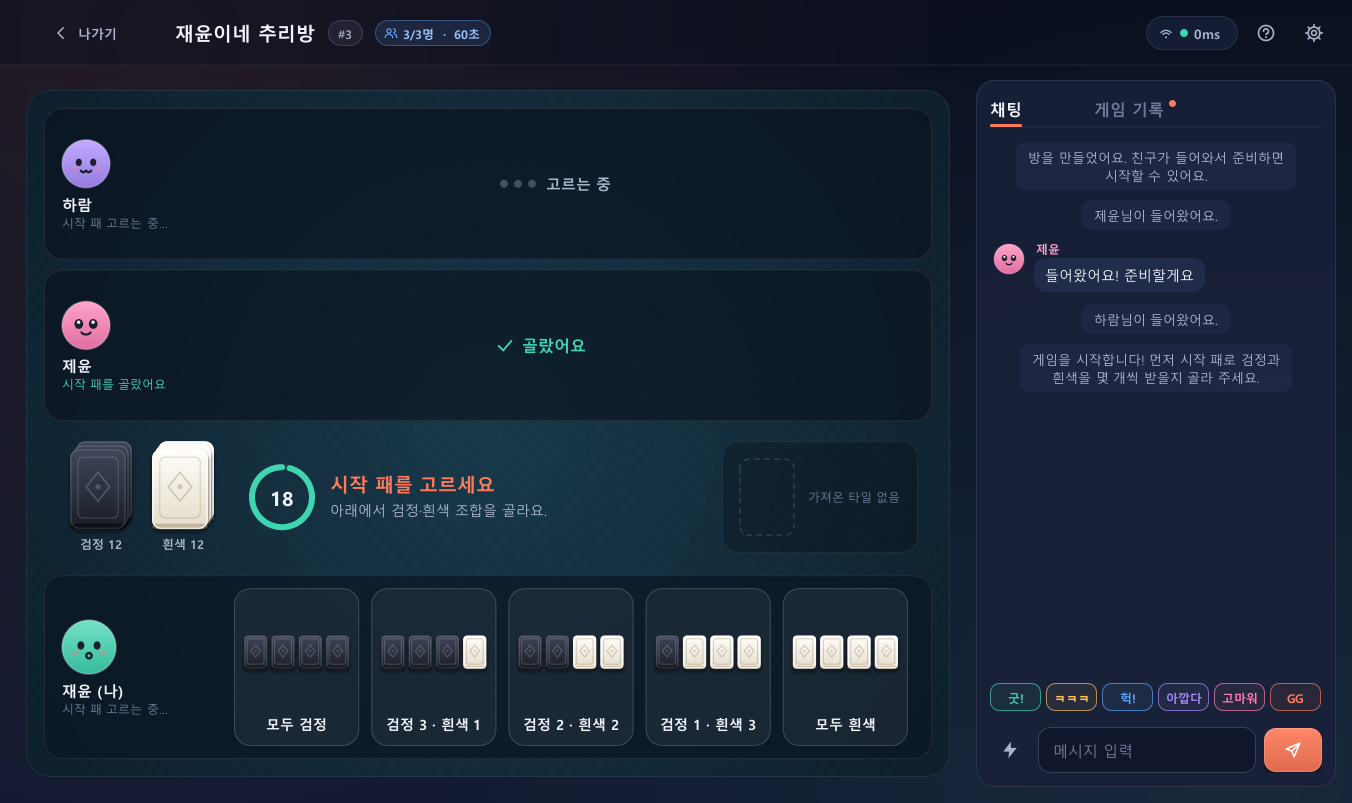 나가기
재윤이네 추리방
#3
3/3명 · 60초
0ms
하람
시작 패 고르는 중...
고르는 중
제윤
시작 패를 골랐어요
골랐어요
검정 12
흰색 12
18
시작 패를 고르세요
아래에서 검정·흰색 조합을 골라요.
가져온 타일 없음
재윤 (나)
시작 패 고르는 중...
모두 검정
검정 3 · 흰색 1
검정 2 · 흰색 2
검정 1 · 흰색 3
모두 흰색
채팅
게임 기록
방을 만들었어요. 친구가 들어와서 준비하면
시작할 수 있어요.
제윤님이 들어왔어요.
제윤
들어왔어요! 준비할게요
하람님이 들어왔어요.
게임을 시작합니다! 먼저 시작 패로 검정과
흰색을 몇 개씩 받을지 골라 주세요.
굿!
ㅋㅋㅋ
헉!
아깝다
고마워
GG
메시지 입력